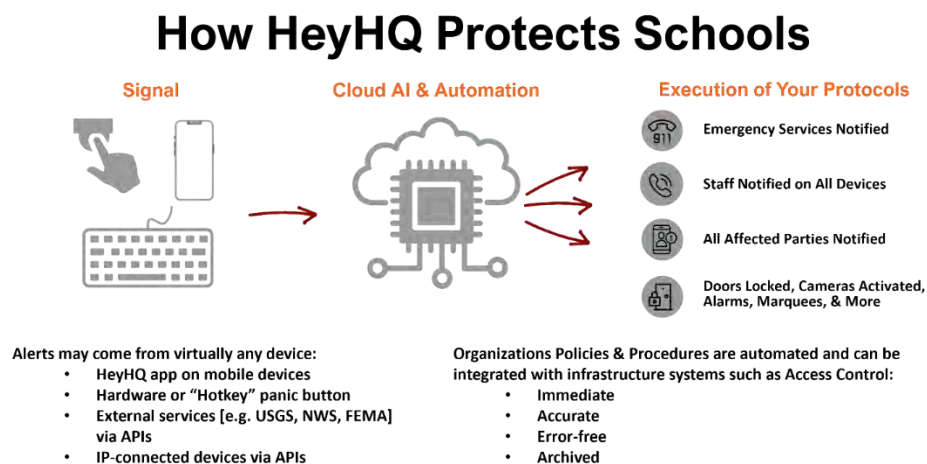 How HeyHQ Protects Schools
Signal
Cloud AI & Automation
Execution of Your Protocols
911
Emergency Services Notified
Staff Notified on All Devices
All Affected Parties Notified
Doors Locked, Cameras Activated,
Alarms, Marquees, & More
Alerts may come from virtually any device:
• HeyHQ app on mobile devices
• Hardware or “Hotkey” panic button
• External services [e.g. USGS, NWS, FEMA]
via APIs
• IP-connected devices via APIs
Organizations Policies & Procedures are automated and can be
integrated with infrastructure systems such as Access Control:
• Immediate
• Accurate
• Error-free
• Archived